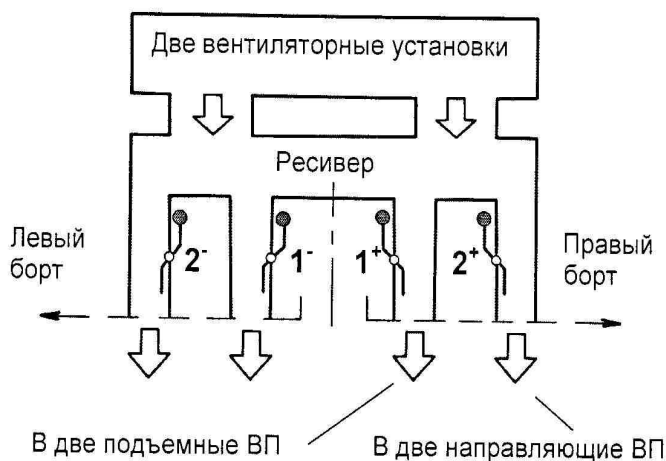 Две вентиляторные установки
Ресивер
Левый
борт
2⁻
1⁻
1⁺
2⁺
Правый
борт
В две подъемные ВП
В две направляющие ВП